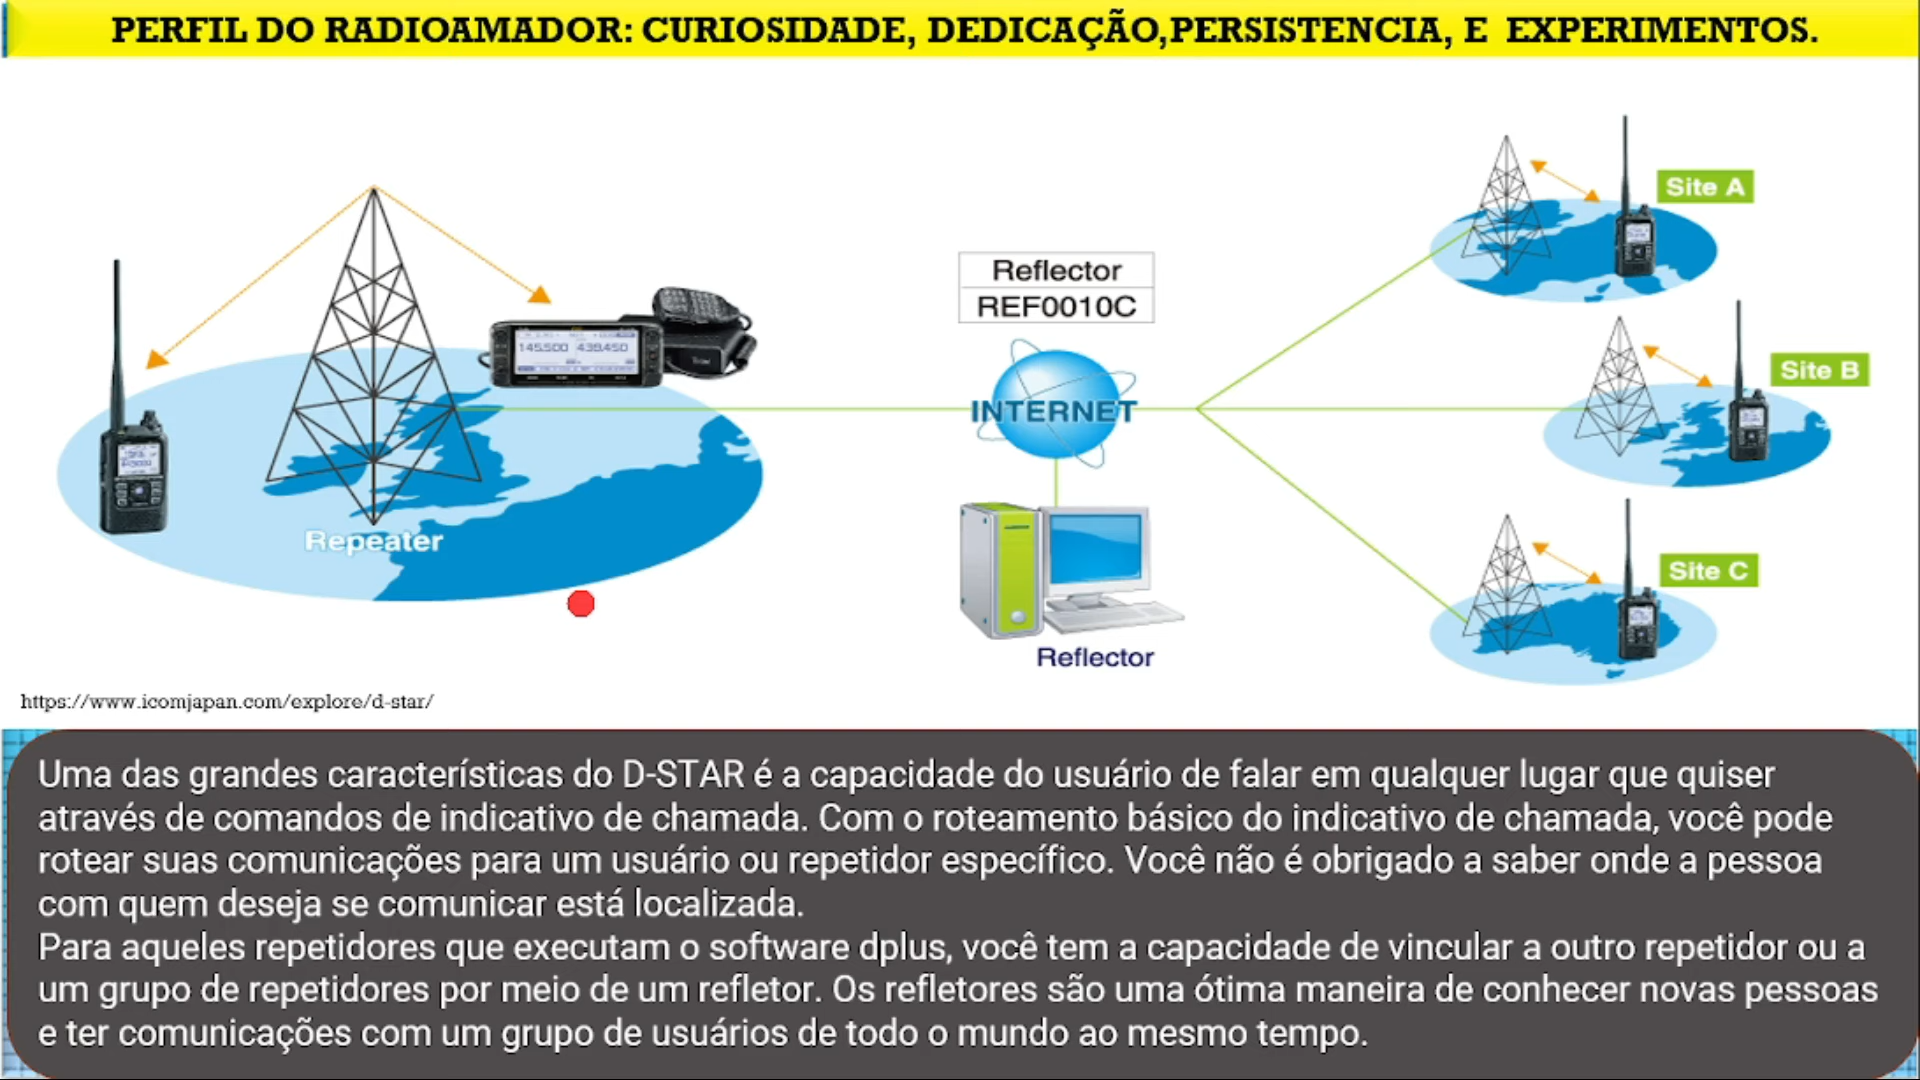 PERFIL DO RADIOAMADOR: CURIOSIDADE, DEDICAÇÃO,PERSISTENCIA, E EXPERIMENTOS.
Site A
Reflector
REF0010C
145.500 439.450
Site B
INTERNET
Repeater
Site C
Reflector
https://www.icomjapan.com/explore/d-star/
Uma das grandes características do D-STAR é a capacidade do usuário de falar em qualquer lugar que quiser
através de comandos de indicativo de chamada. Com o roteamento básico do indicativo de chamada, você pode
rotear suas comunicações para um usuário ou repetidor específico. Você não é obrigado a saber onde a pessoa
com quem deseja se comunicar está localizada.
Para aqueles repetidores que executam o software dplus, você tem a capacidade de vincular a outro repetidor ou a
um grupo de repetidores por meio de um refletor. Os refletores são uma ótima maneira de conhecer novas pessoas
e ter comunicações com um grupo de usuários de todo o mundo ao mesmo tempo.